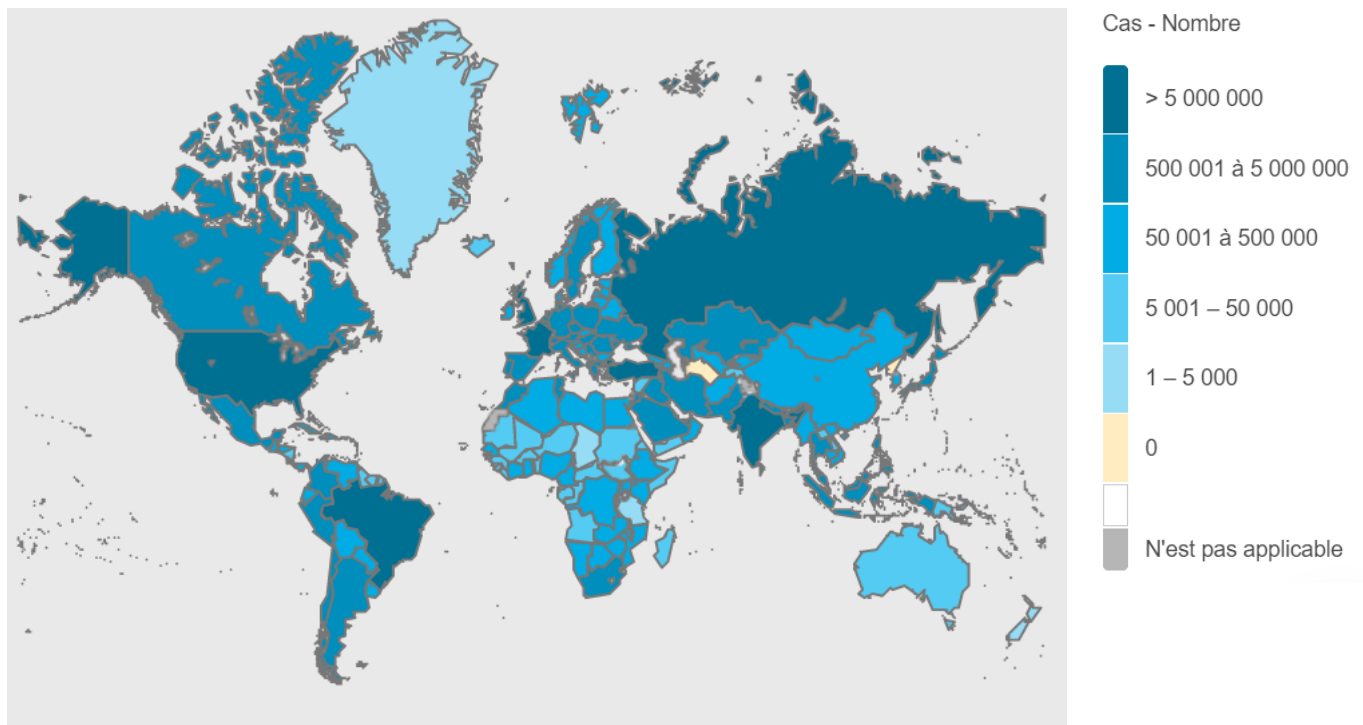 Cas - Nombre
> 5 000 000
500 001 à 5 000 000
50 001 à 500 000
5 001 – 50 000
1 – 5 000
0
N'est pas applicable